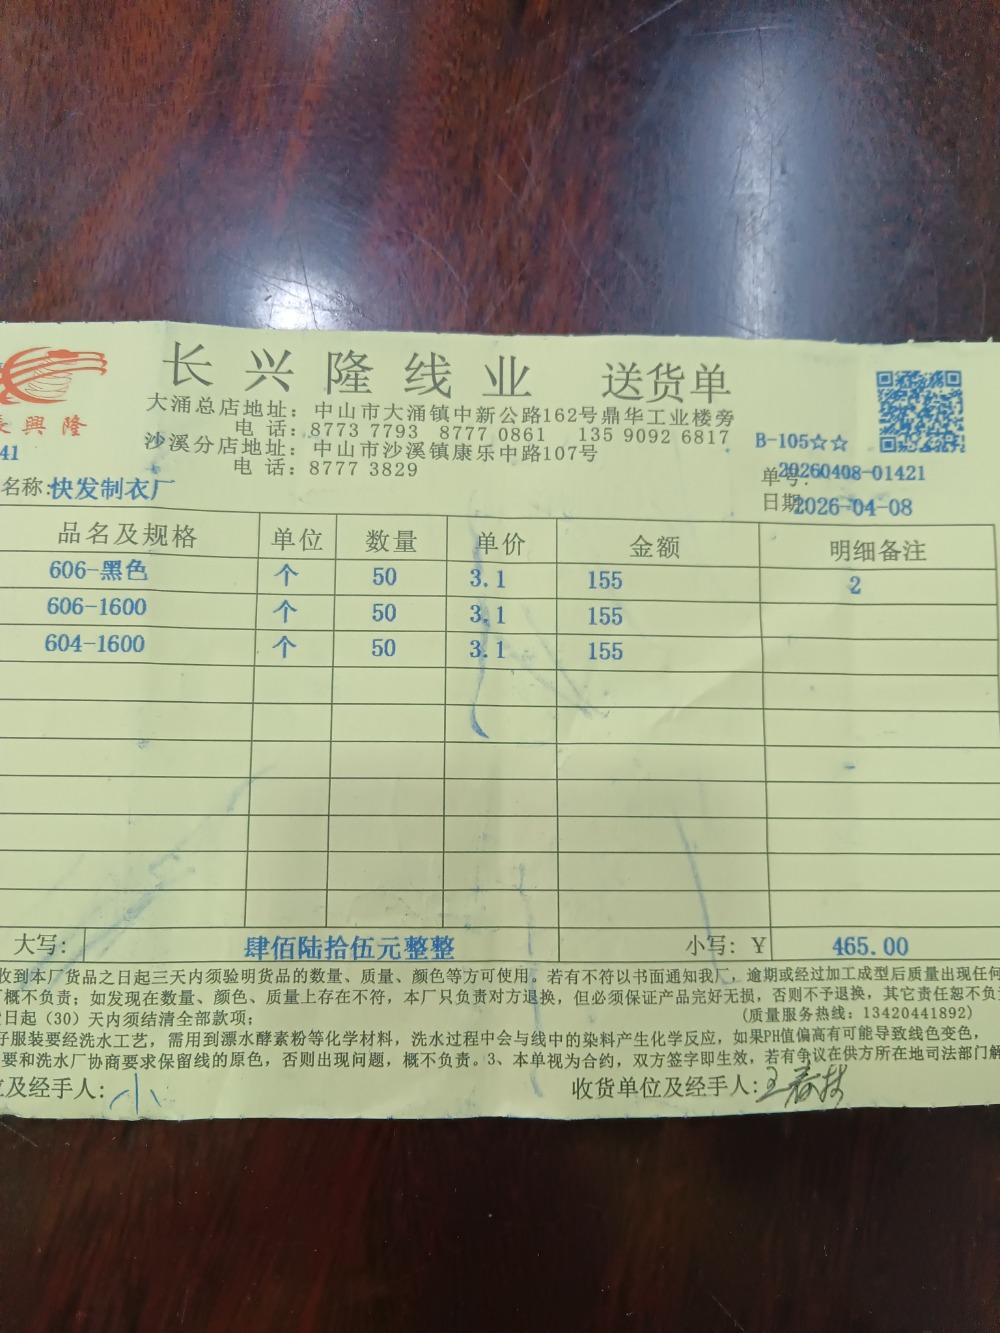 長興隆
长兴隆线业 送货单
大涌总店地址：中山市大涌镇中新公路162号鼎华工业楼旁
电 话：8773 7793 8777 0861 135 9092 6817
沙溪分店地址：中山市沙溪镇康乐中路107号
电 话：8777 3829
B-105☆☆
41
单号：20260408-01421
名称：快发制衣厂
日期 2026-04-08
品名及规格 单位 数量 单价 金额 明细备注
606-黑色 个 50 3.1 155 2
606-1600 个 50 3.1 155
604-1600 个 50 3.1 155
大写： 肆佰陆拾伍元整整 小写：￥ 465.00
收到本厂货品之日起三天内须验明货品的数量、质量、颜色等方可使用。若有不符以书面通知我厂，逾期或经过加工成型后质量出现任何
概不负责；如发现在数量、颜色、质量上存在不符，本厂只负责对方退换，但必须保证产品完好无损，否则不予退换，其它责任恕不负
日起（30）天内须结清全部款项； (质量服务热线：13420441892)
服装要经洗水工艺，需用到漂水酵素粉等化学材料，洗水过程中会与线中的染料产生化学反应，如果PH值偏高有可能导致线色变色，
要和洗水厂协商要求保留线的原色，否则出现问题，概不负责。3、本单视为合约，双方签字即生效，若有争议在供方所在地司法部门解
及经手人：小 收货单位及经手人：王春林